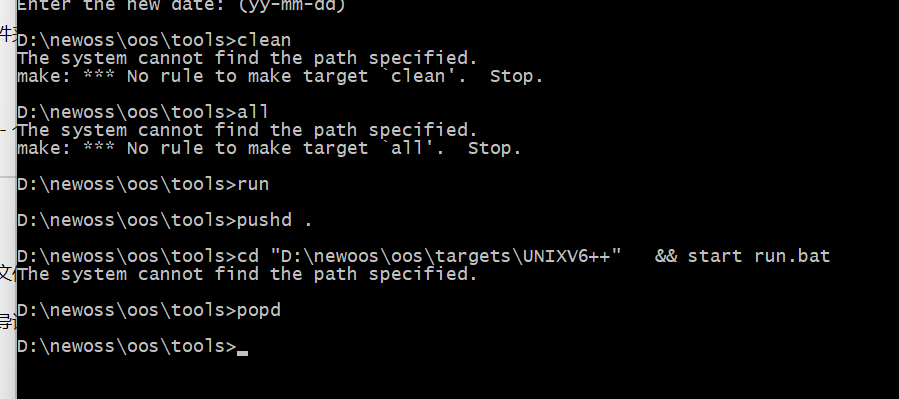 Enter the new date: (yy-mm-dd)
D:\newoss\oos\tools>clean
The system cannot find the path specified.
make: *** No rule to make target `clean'.  Stop.
D:\newoss\oos\tools>all
The system cannot find the path specified.
make: *** No rule to make target `all'.  Stop.
D:\newoss\oos\tools>run
D:\newoss\oos\tools>pushd .
D:\newoss\oos\tools>cd "D:\newoos\oos\targets\UNIXV6++"   && start run.bat
The system cannot find the path specified.
D:\newoss\oos\tools>popd
D:\newoss\oos\tools>